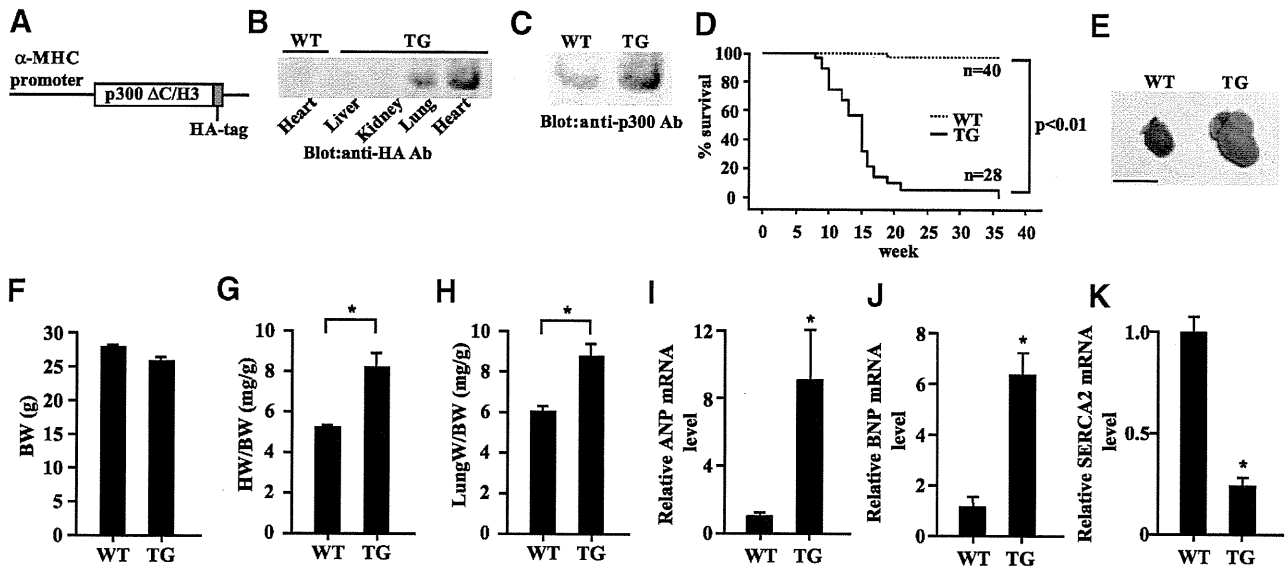 A
α-MHC
promoter
p300 ΔC/H3
HA-tag
B
WT TG
Heart Liver Kidney Lung Heart
Blot:anti-HA Ab
C
WT TG
Blot:anti-p300 Ab
D
% survival
100
80
60
40
20
0
0 5 10 15 20 25 30 35 40
week
n=40
WT
TG
n=28
p<0.01
E
WT TG
F
BW (g)
30
25
20
15
10
5
0
WT TG
G
HW/BW (mg/g)
10
8
6
4
2
0
*
WT TG
H
LungW/BW (mg/g)
10
8
6
4
2
0
*
WT TG
I
Relative ANP mRNA
level
12
8
4
0
*
WT TG
J
Relative BNP mRNA
level
8
6
4
2
0
*
WT TG
K
Relative SERCA2 mRNA
level
1.0
0.5
0
*
WT TG